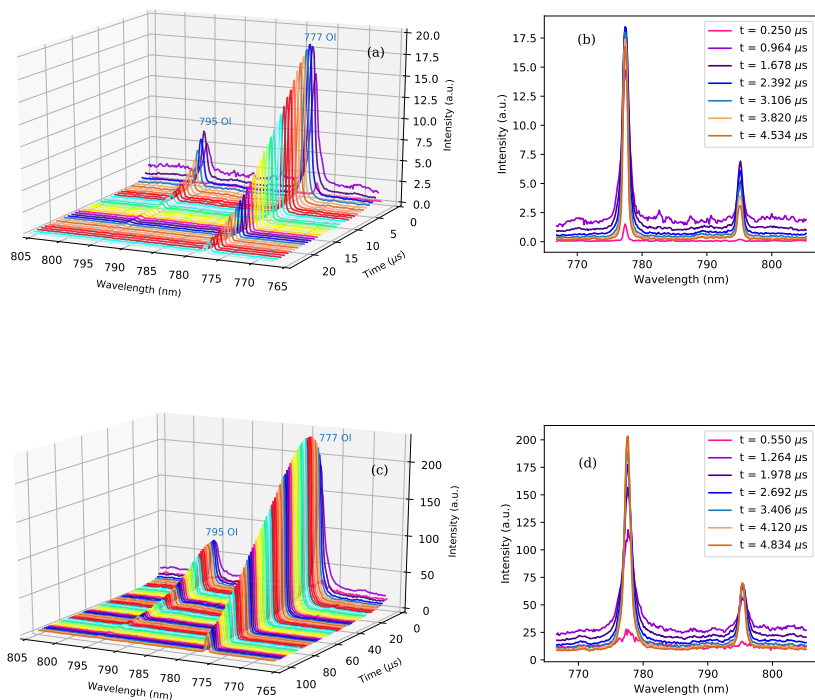 777 OI
(a)
795 OI
20.0
17.5
15.0
12.5
10.0
7.5
5.0
2.5
0.0
Intensity (a.u.)
0
5
10
15
20
Time (μs)
805
800
795
790
785
780
775
770
765
Wavelength (nm)
(b)
t = 0.250 μs
t = 0.964 μs
t = 1.678 μs
t = 2.392 μs
t = 3.106 μs
t = 3.820 μs
t = 4.534 μs
17.5
15.0
12.5
10.0
7.5
5.0
2.5
0.0
Intensity (a.u.)
770 780 790 800
Wavelength (nm)
777 OI
(c)
795 OI
200
150
100
50
0
Intensity (a.u.)
0
20
40
60
80
100
Time (μs)
805
800
795
790
785
780
775
770
765
Wavelength (nm)
(d)
t = 0.550 μs
t = 1.264 μs
t = 1.978 μs
t = 2.692 μs
t = 3.406 μs
t = 4.120 μs
t = 4.834 μs
200
175
150
125
100
75
50
25
0
Intensity (a.u.)
770 780 790 800
Wavelength (nm)